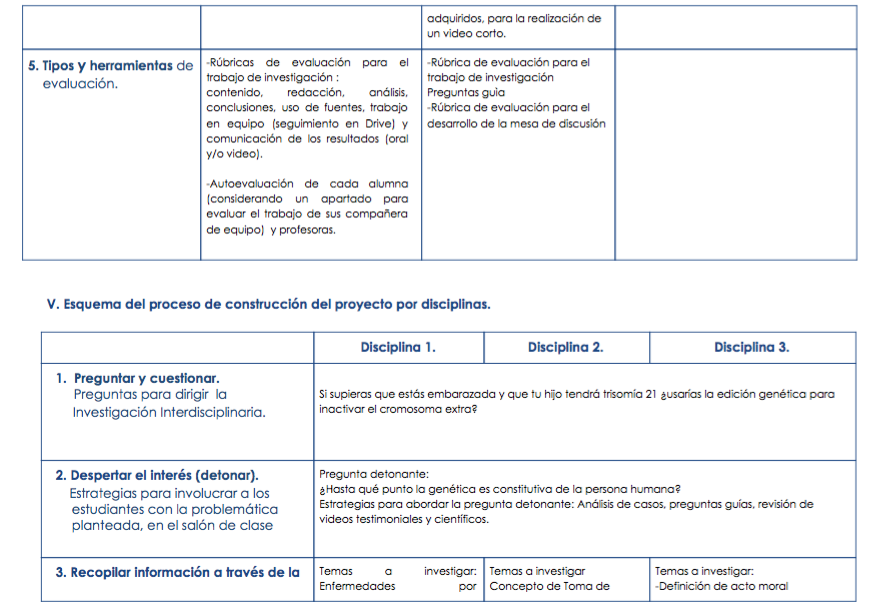 adquiridos, para la realización de
un video corto.
5. Tipos y herramientas de
evaluación.
-Rúbricas de evaluación para el
trabajo de investigación :
contenido, redacción, análisis,
conclusiones, uso de fuentes, trabajo
en equipo (seguimiento en Drive) y
comunicación de los resultados (oral
y/o video).
-Autoevaluación de cada alumna
(considerando un apartado para
evaluar el trabajo de sus compañera
de equipo) y profesoras.
-Rúbrica de evaluación para el
trabajo de investigación
Preguntas guia
-Rúbrica de evaluación para el
desarrollo de la mesa de discusión
V. Esquema del proceso de construcción del proyecto por disciplinas.
Disciplina 1.
Disciplina 2.
Disciplina 3.
1. Preguntar y cuestionar.
Preguntas para dirigir la
Investigación Interdisciplinaria.
Si supieras que estás embarazada y que tu hijo tendrá trisomía 21 ¿usarías la edición genética para
inactivar el cromosoma extra?
2. Despertar el interés (detonar).
Estrategias para involucrar a los
estudiantes con la problemática
planteada, en el salón de clase
Pregunta detonante:
¿Hasta qué punto la genética es constitutiva de la persona humana?
Estrategias para abordar la pregunta detonante: Análisis de casos, preguntas guías, revisión de
videos testimoniales y científicos.
3. Recopilar información a través de la
Temas a investigar:
Enfermedades por
Temas a investigar
Concepto de Toma de
Temas a investigar:
-Definición de acto moral